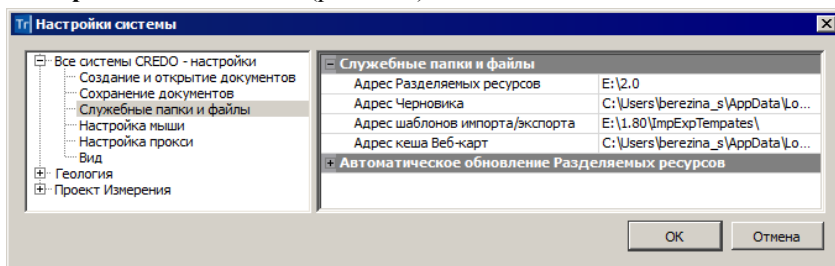 Tr Настройки системы
Все системы CREDO - настройки
Создание и открытие документов
Сохранение документов
Служебные папки и файлы
Настройка мыши
Настройка прокси
Вид
Геология
Проект Измерения
Служебные папки и файлы
Адрес Разделяемых ресурсов E:\2.0
Адрес Черновика C:\Users\berezina_s\AppData\Lo...
Адрес шаблонов импорта/экспорта E:\1.80\ImpExpTempates\
Адрес кеша Веб-карт C:\Users\berezina_s\AppData\Lo...
Автоматическое обновление Разделяемых ресурсов
OK Отмена